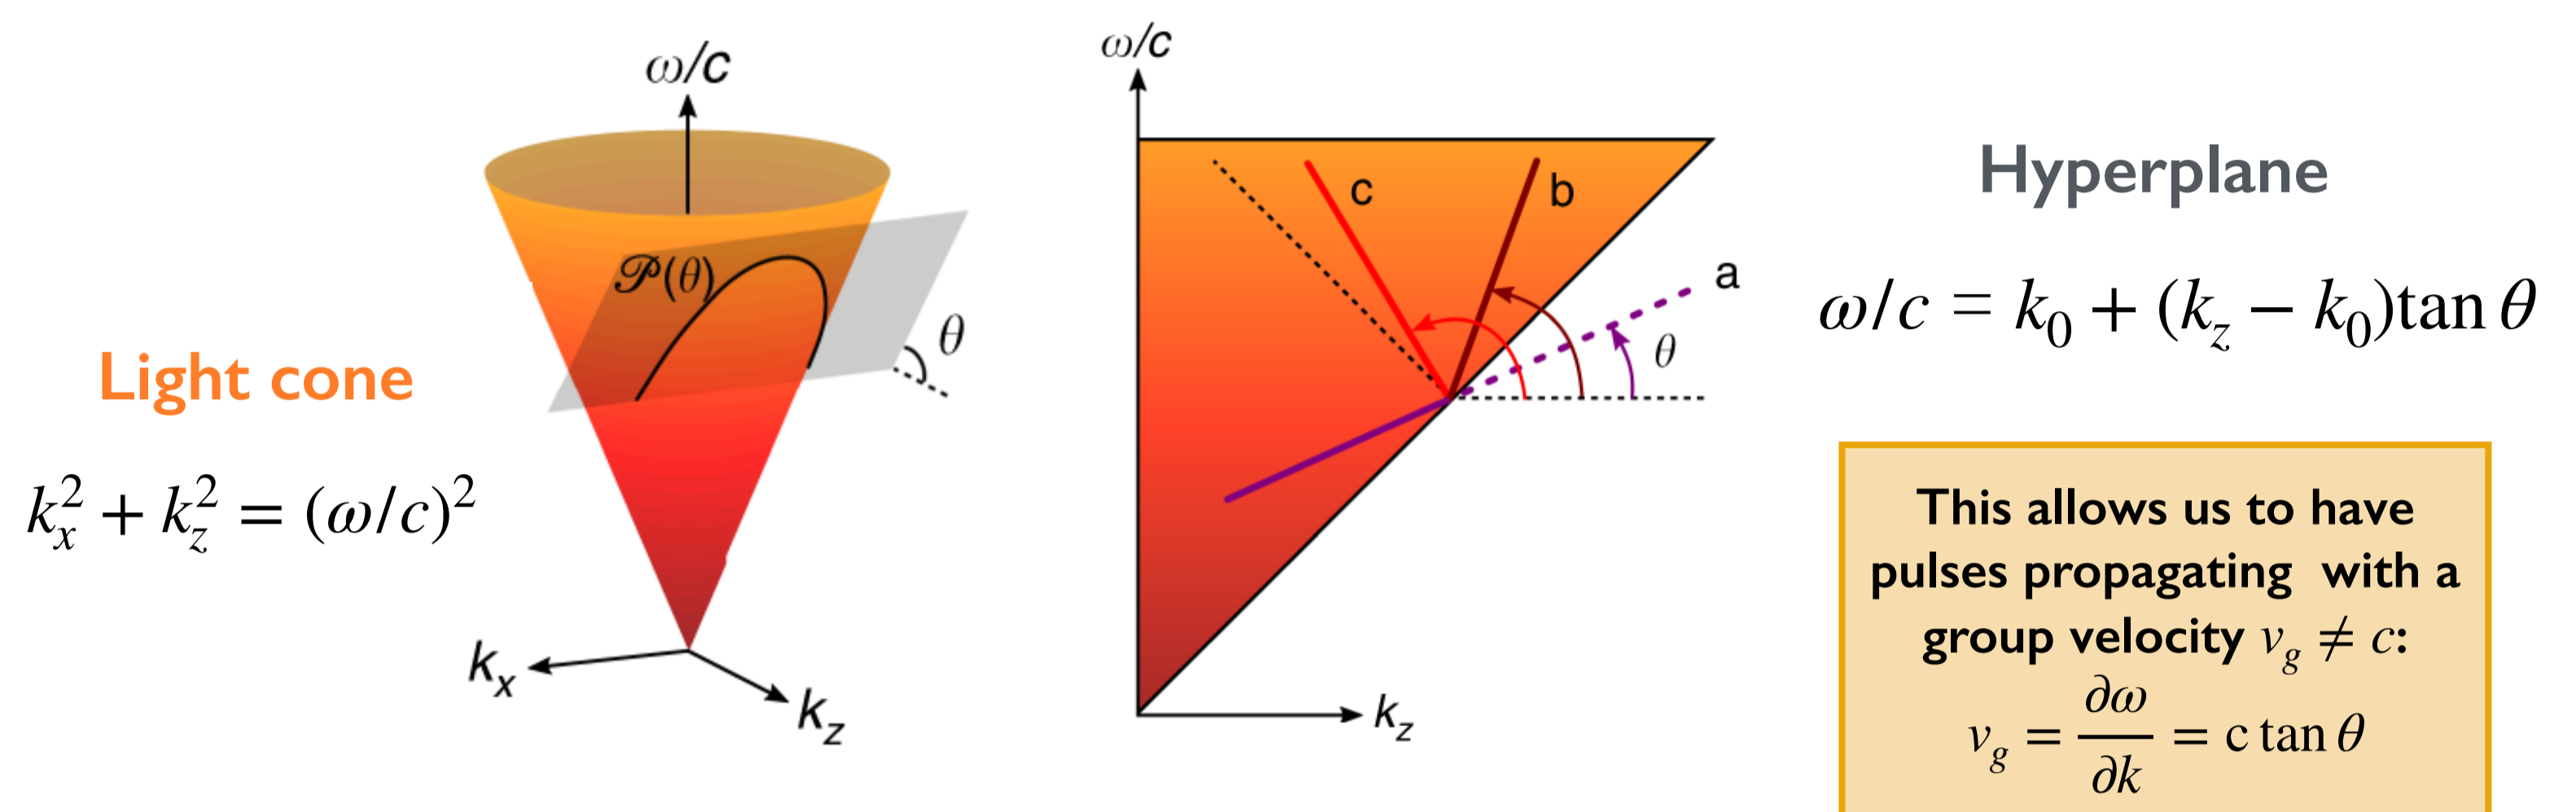 Light cone
k_x^2 + k_z^2 = (ω/c)^2
ω/c
𝒫(θ)
θ
k_x
k_z
ω/c
c
b
a
θ
k_z
Hyperplane
ω/c = k_0 + (k_z − k_0)tan θ
This allows us to have
pulses propagating with a
group velocity v_g ≠ c:
v_g = ∂ω/∂k = c tan θ